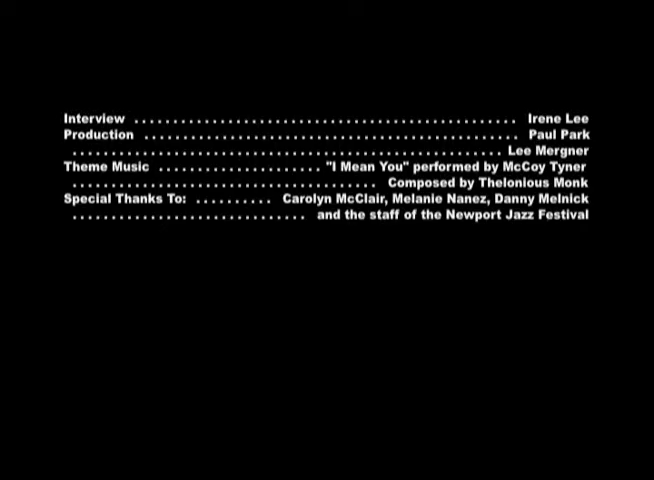 Interview .................................................. Irene Lee
Production ................................................. Paul Park
........................................................ Lee Mergner
Theme Music ..................... "I Mean You" performed by McCoy Tyner
........................................ Composed by Thelonious Monk
Special Thanks To: .......... Carolyn McClair, Melanie Nanez, Danny Melnick
............................... and the staff of the Newport Jazz Festival